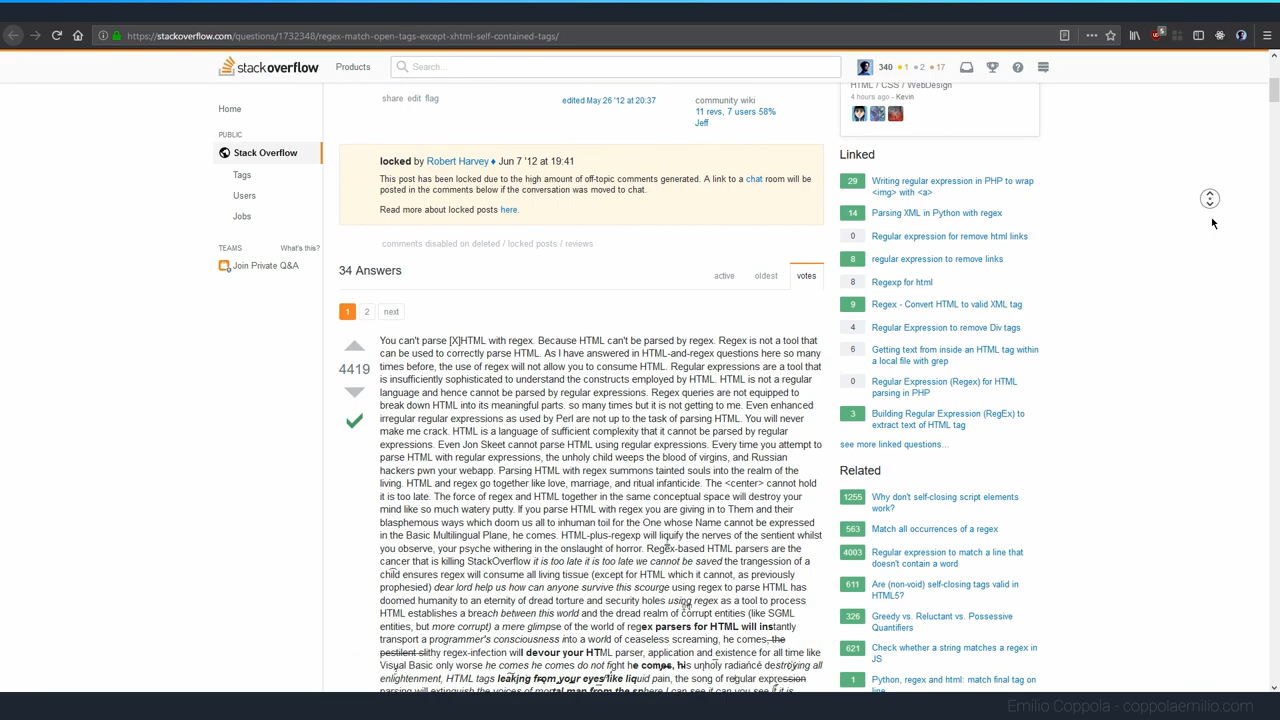 https://stackoverflow.com/questions/1732348/regex-match-open-tags-except-xhtml-self-contained-tags/
stackoverflow
Products
Search...
340 1 2 17
Home
PUBLIC
Stack Overflow
Tags
Users
Jobs
TEAMS What's this?
Join Private Q&A
share edit flag
edited May 26 '12 at 20:37
community wiki
11 revs, 7 users 58%
Jeff
locked by Robert Harvey♦ Jun 7 '12 at 19:41
This post has been locked due to the high amount of off-topic comments generated. A link to a chat room will be
posted in the comments below if the conversation was moved to chat.
Read more about locked posts here.
comments disabled on deleted / locked posts / reviews
34 Answers
active oldest votes
1 2 next
4419
You can't parse [X]HTML with regex. Because HTML can't be parsed by regex. Regex is not a tool that
can be used to correctly parse HTML. As I have answered in HTML-and-regex questions here so many
times before, the use of regex will not allow you to consume HTML. Regular expressions are a tool that
is insufficiently sophisticated to understand the constructs employed by HTML. HTML is not a regular
language and hence cannot be parsed by regular expressions. Regex queries are not equipped to
break down HTML into its meaningful parts. so many times but it is not getting to me. Even enhanced
irregular regular expressions as used by Perl are not up to the task of parsing HTML. You will never
make me crack. HTML is a language of sufficient complexity that it cannot be parsed by regular
expressions. Even Jon Skeet cannot parse HTML using regular expressions. Every time you attempt to
parse HTML with regular expressions, the unholy child weeps the blood of virgins, and Russian
hackers pwn your webapp. Parsing HTML with regex summons tainted souls into the realm of the
living. HTML and regex go together like love, marriage, and ritual infanticide. The <center> cannot hold
it is too late. The force of regex and HTML together in the same conceptual space will destroy your
mind like so much watery putty. If you parse HTML with regex you are giving in to Them and their
blasphemous ways which doom us all to inhuman toil for the One whose Name cannot be expressed
in the Basic Multilingual Plane, he comes. HTML-plus-regexp will liquify the nerves of the sentient whilst
you observe, your psyche withering in the onslaught of horror. Regex-based HTML parsers are the
cancer that is killing StackOverflow it is too late it is too late we cannot be saved the trangession of a
child ensures regex will consume all living tissue (except for HTML which it cannot, as previously
prophesied) dear lord help us how can anyone survive this scourge using regex to parse HTML has
doomed humanity to an eternity of dread torture and security holes using regex as a tool to process
HTML establishes a breach between this world and the dread realm of corrupt entities (like SGML
entities, but more corrupt) a mere glimpse of the world of regex parsers for HTML will instantly
transport a programmer's consciousness into a world of ceaseless screaming, he comes, the
pestilent slithy regex-infection will devour your HTML parser, application and existence for all time like
Visual Basic only worse he comes he comes do not fight he comes, his unholy radiance destroying all
enlightenment, HTML tags leaking from your eyes like liquid pain, the song of regular expression
parsing will extinguish the voices of mortal man from the sphere I can see it can you see it it is
HTML / CSS / WebDesign
4 hours ago - Kevin
Linked
29 Writing regular expression in PHP to wrap
<img> with <a>
14 Parsing XML in Python with regex
0 Regular expression for remove html links
8 regular expression to remove links
8 Regexp for html
9 Regex - Convert HTML to valid XML tag
4 Regular Expression to remove Div tags
6 Getting text from inside an HTML tag within
a local file with grep
0 Regular Expression (Regex) for HTML
parsing in PHP
3 Building Regular Expression (RegEx) to
extract text of HTML tag
see more linked questions...
Related
1255 Why don't self-closing script elements
work?
563 Match all occurrences of a regex
4003 Regular expression to match a line that
doesn't contain a word
611 Are (non-void) self-closing tags valid in
HTML5?
326 Greedy vs. Reluctant vs. Possessive
Quantifiers
621 Check whether a string matches a regex in
JS
1 Python, regex and html: match final tag on
line
Emilio Coppola - coppolaemilio.com